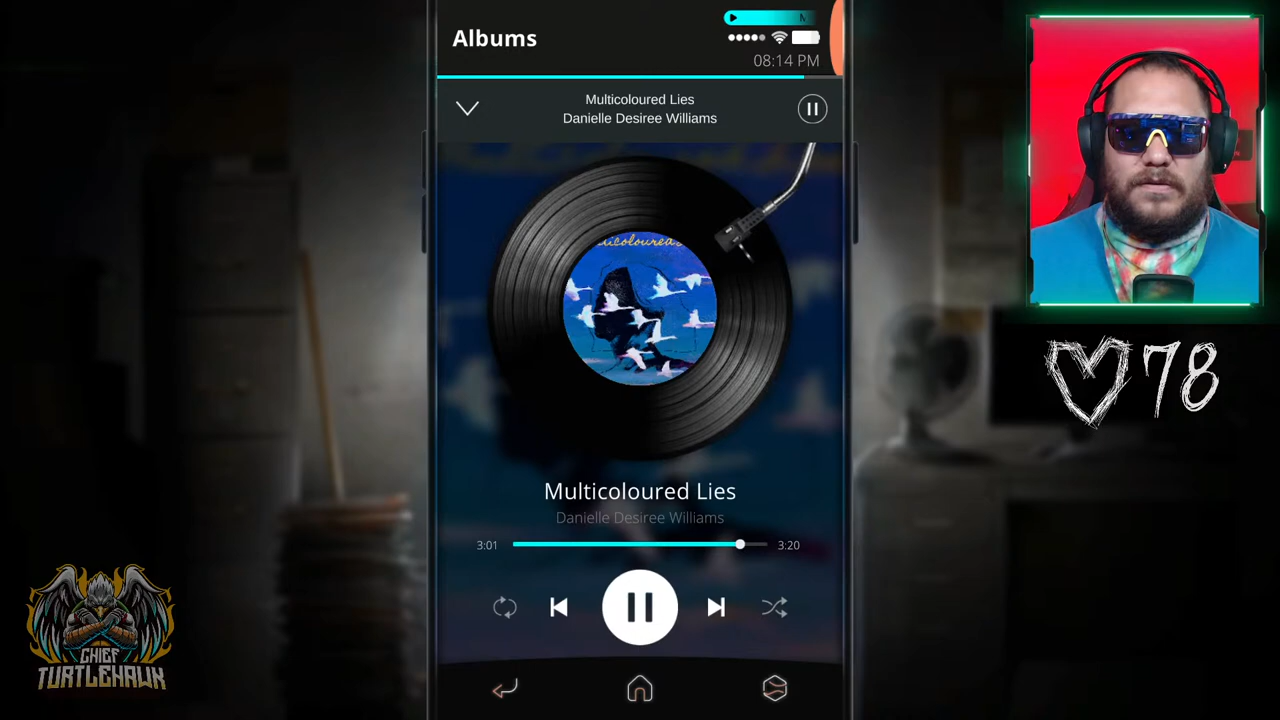 Albums
08:14 PM
Multicoloured Lies
Danielle Desiree Williams
Multicoloured Lies
Danielle Desiree Williams
3:01
3:20
78
CHIEF
TURTLEHAWK